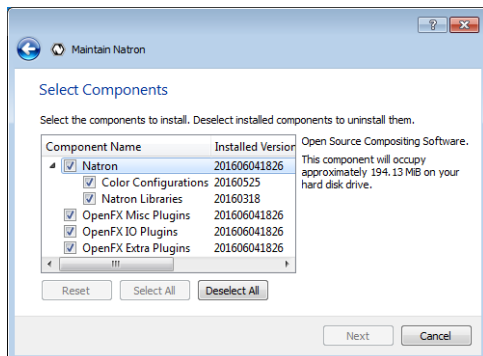 Maintain Natron
Select Components
Select the components to install. Deselect installed components to uninstall them.
Component Name Installed Version
Natron 201606041826
Color Configurations 20160525
Natron Libraries 20160318
OpenFX Misc Plugins 201606041826
OpenFX IO Plugins 201606041826
OpenFX Extra Plugins 201606041826
Open Source Compositing Software.
This component will occupy
approximately 194.13 MiB on your
hard disk drive.
Reset Select All Deselect All
Next Cancel